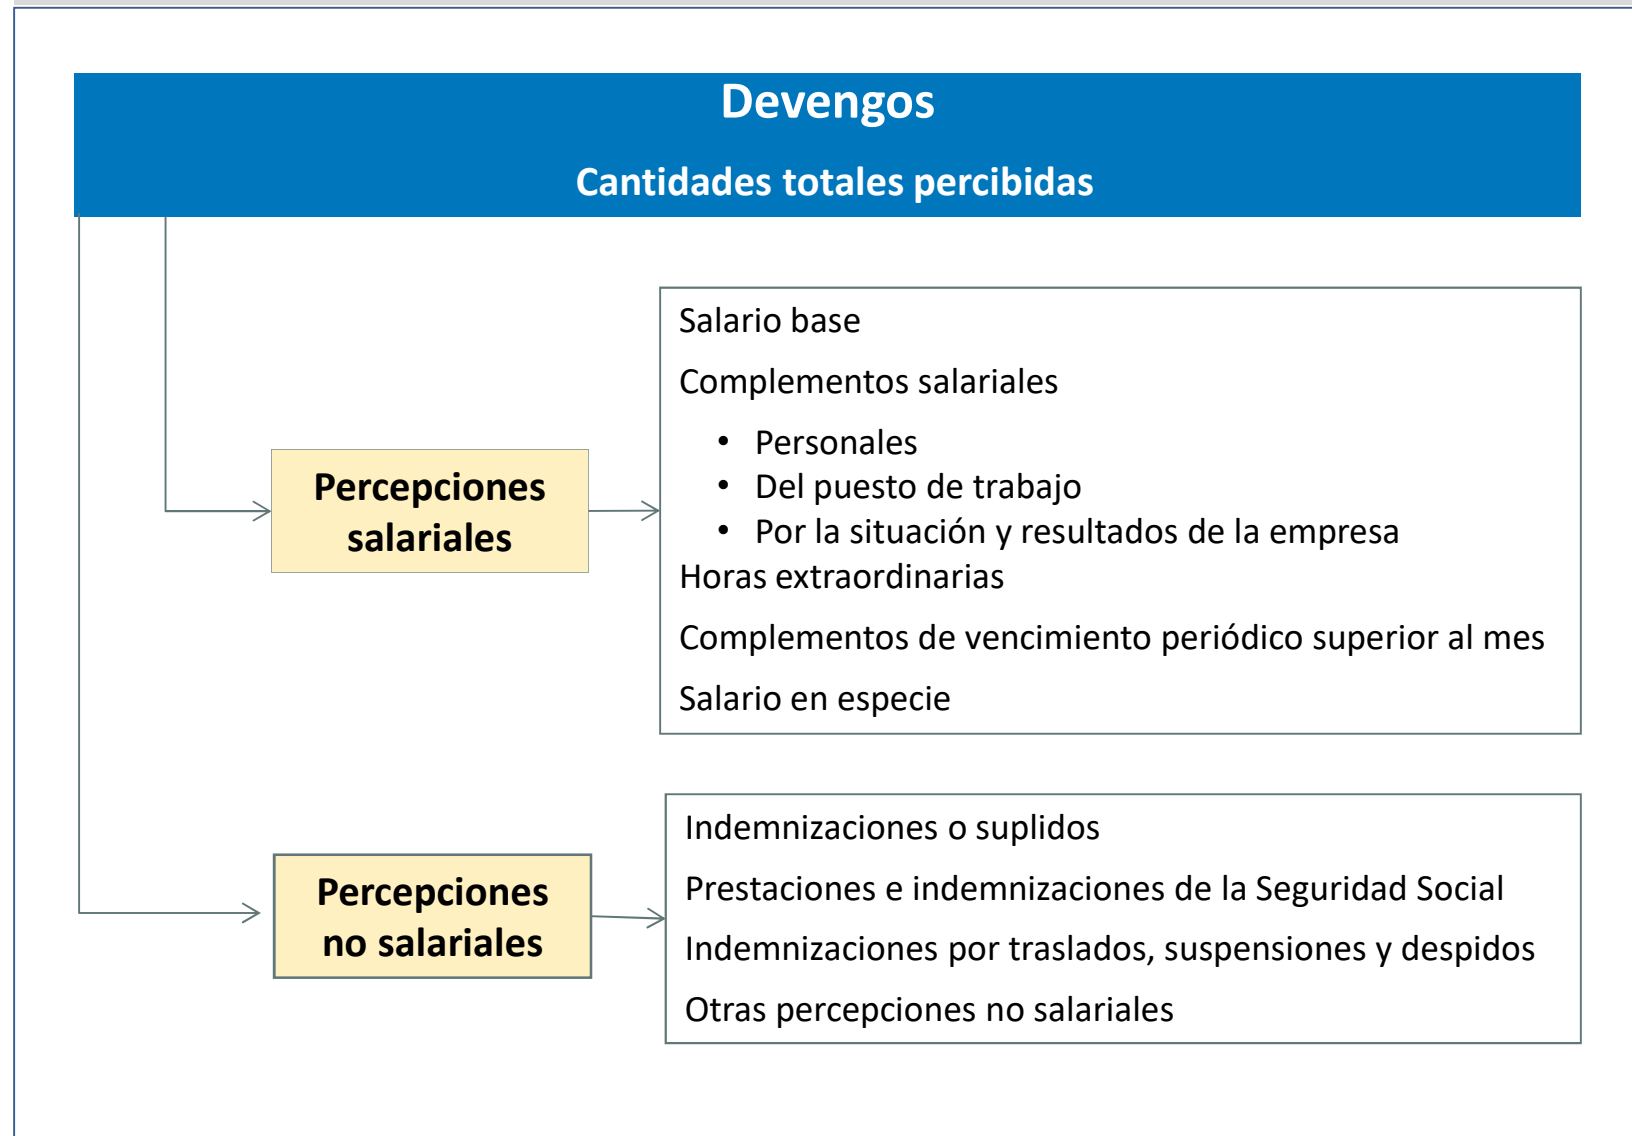 Devengos
Cantidades totales percibidas
Percepciones
salariales
Salario base
Complementos salariales
• Personales
• Del puesto de trabajo
• Por la situación y resultados de la empresa
Horas extraordinarias
Complementos de vencimiento periódico superior al mes
Salario en especie
Percepciones
no salariales
Indemnizaciones o suplidos
Prestaciones e indemnizaciones de la Seguridad Social
Indemnizaciones por traslados, suspensiones y despidos
Otras percepciones no salariales